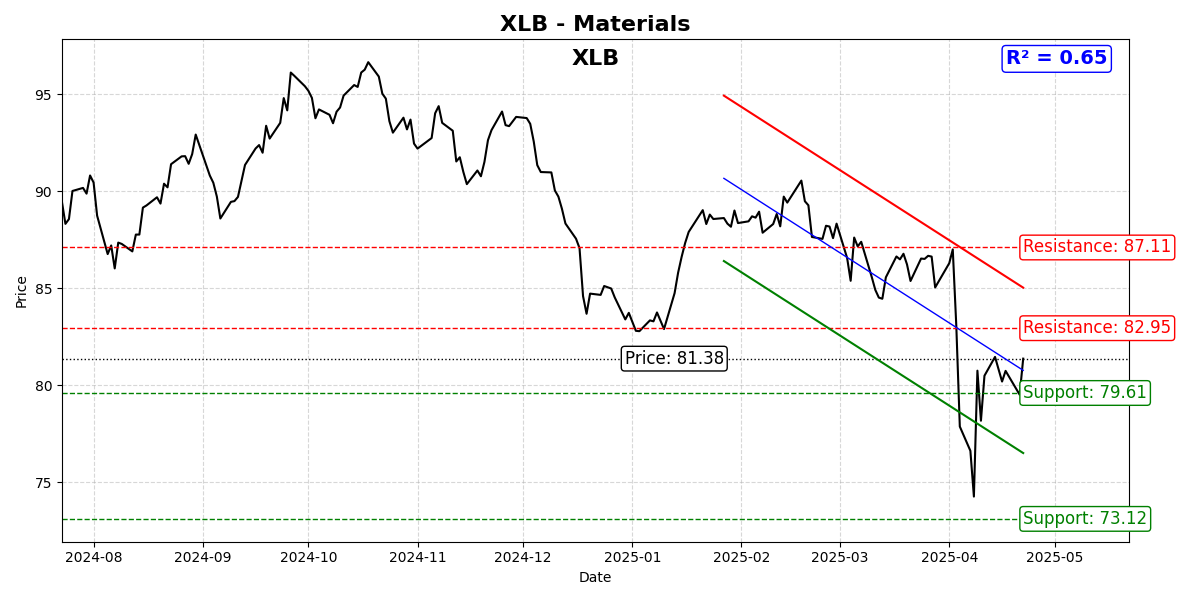 XLB - Materials
XLB
R² = 0.65
95
90
85
80
75
Price
Resistance: 87.11
Resistance: 82.95
Price: 81.38
Support: 79.61
Support: 73.12
2024-08
2024-09
2024-10
2024-11
2024-12
2025-01
2025-02
2025-03
2025-04
2025-05
Date